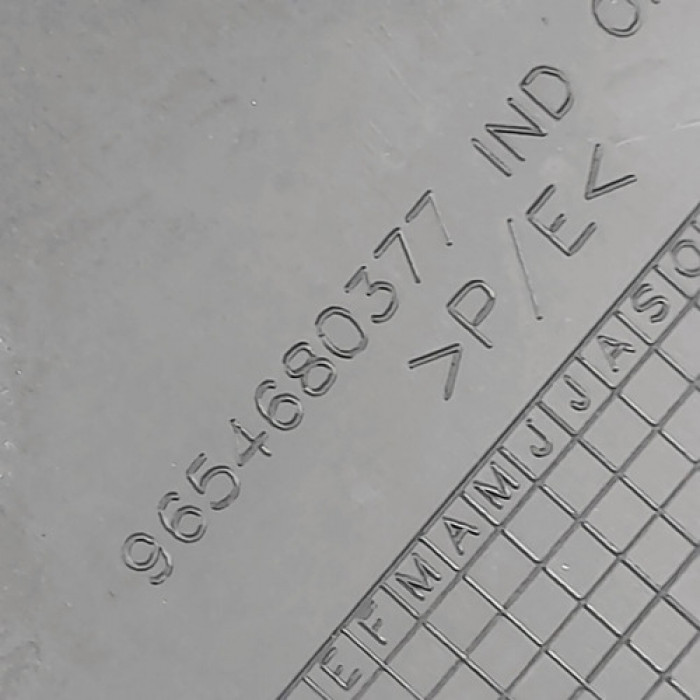 9654680377 IND
>P/E<
E F M A M J J A S O